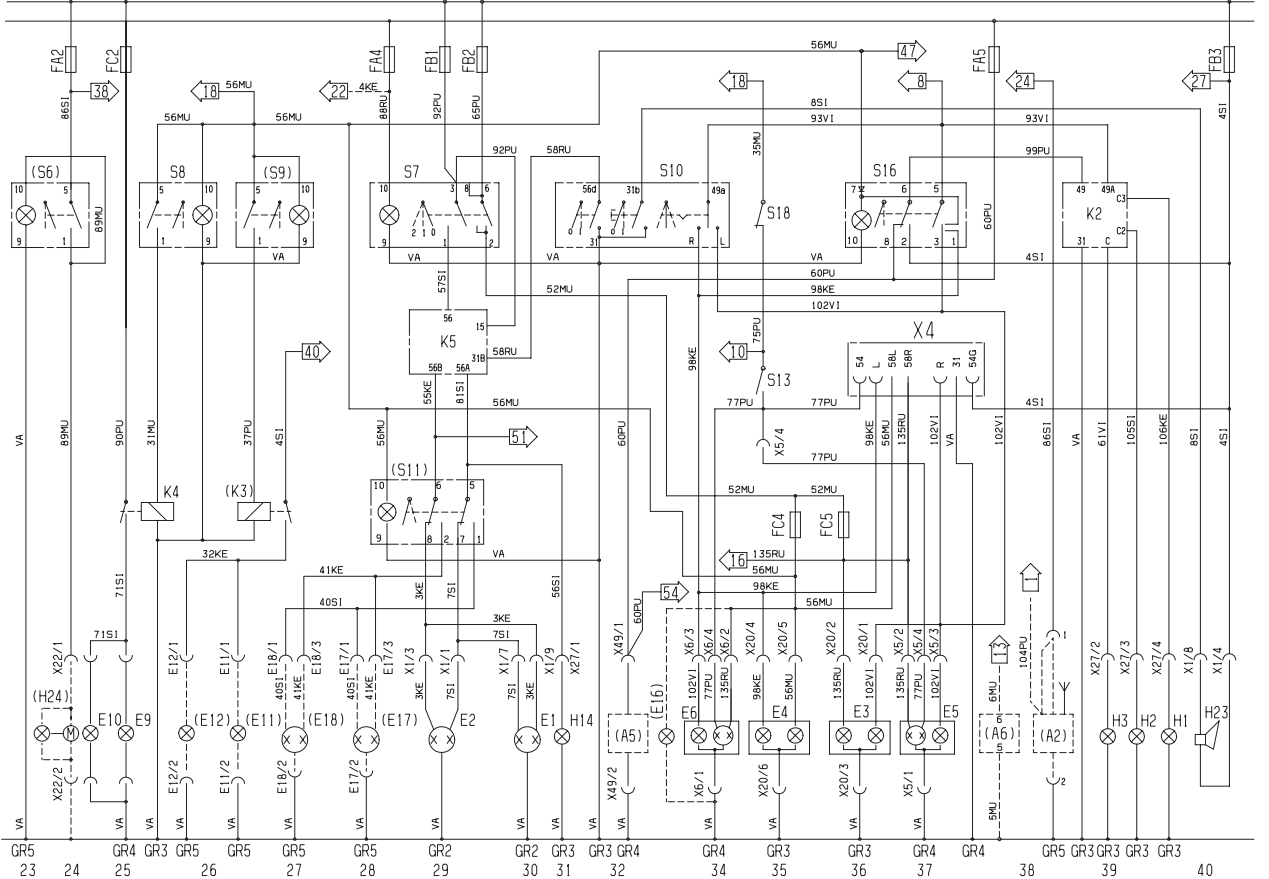 FA2 FC2 FA4 FB1 FB2 56MU 47 FA5 FB3
38 18 56MU 22 4KE 18 8 24 27
86SI 88RU 92PU 65PU 8SI 4SI
56MU 56MU 93VI 93VI
35MU
92PU 58RU 99PU
(S6) S8 (S9) S7 S10 S18 S16 K2
10 5 5 10 5 10 10 3 8 6 56d 31b 49a 7 6 5 49 49A C3
89MU 2 1 0 0 1 0 1 60PU C2
9 1 1 9 1 9 9 1 2 31 R L 10 8 2 3 1 31 C
VA VA VA VA 4SI
57SI 60PU
52MU 98KE
102VI
56 15 K5 31B 58RU 56B 56A
X4
54 L 58L 58R R 31 54G
40 75PU 10 98KE
S13
55KE 81SI
56MU 77PU 77PU 4SI
VA 89MU 90PU 31MU 37PU 4SI 56MU 51 60PU X5/4 98KE 56MU 135RU 102VI VA 102VI 86SI VA 61VI 105SI 106KE 8SI 4SI
77PU
(S11)
10 6 5
K4 (K3) 52MU 52MU
FC4 FC5
9 8 2 7 1
32KE VA 16 135RU
71SI 41KE 3KE 7SI 56SI 56MU
54 98KE
40SI 60PU 56MU
3KE
71SI 7SI
X22/1 E12/1 E11/1 E18/1 E18/3 E17/1 E17/3 X1/3 X1/1 X1/7 X1/9 X27/1 X49/1 X6/3 X6/4 X6/2 X20/4 X20/5 X20/2 X20/1 X5/2 X5/4 X5/3 13 104PU 1 1 X27/2 X27/3 X27/4 X1/8 X1/4
40SI 41KE 40SI 41KE 3KE 7SI 7SI 3KE 102VI 77PU 135RU 98KE 56MU 135RU 102VI 135RU 77PU 102VI 6MU
(H24) M E10 E9 (E12) (E11) (E18) (E17) E2 E1 H14 (A5) (E16) E6 E4 E3 E5 6 (A6) 5 (A2) H3 H2 H1 H23
X22/2 E12/2 E11/2 E18/2 E17/2 X49/2 X6/1 X20/6 X20/3 X5/1 2
VA VA VA VA VA VA VA VA VA VA VA VA VA VA VA VA 5MU VA VA VA VA
GR5 GR4 GR3 GR5 GR5 GR5 GR5 GR2 GR2 GR3 GR3 GR4 GR4 GR3 GR3 GR4 GR4 GR5 GR3 GR3 GR3 GR3
23 24 25 26 27 28 29 30 31 32 34 35 36 37 38 39 40